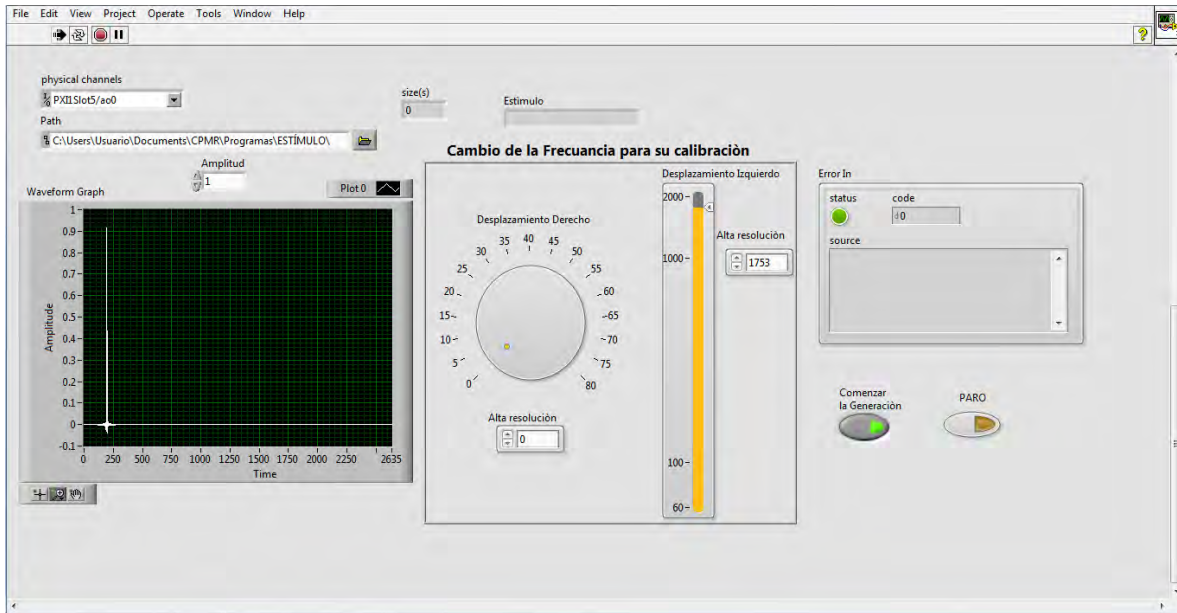 File Edit View Project Operate Tools Window Help
physical channels
PXI1Slot5/ao0
size(s)
0
Estimulo
Path
C:\Users\Usuario\Documents\CPMR\Programas\ESTÍMULO\
Amplitud
1
Waveform Graph
Plot 0
Amplitude
1
0.9
0.8
0.7
0.6
0.5
0.4
0.3
0.2
0.1
0
-0.1
0 250 500 750 1000 1250 1500 1750 2000 2250 2635
Time
Cambio de la Frecuancia para su calibraciòn
Desplazamiento Derecho
0 5 10 15 20 25 30 35 40 45 50 55 60 65 70 75 80
Alta resoluciòn
0
Desplazamiento Izquierdo
2000
1000
100
60
Alta resoluciòn
1753
Error In
status
code
d0
source
Comenzar
la Generaciòn
PARO